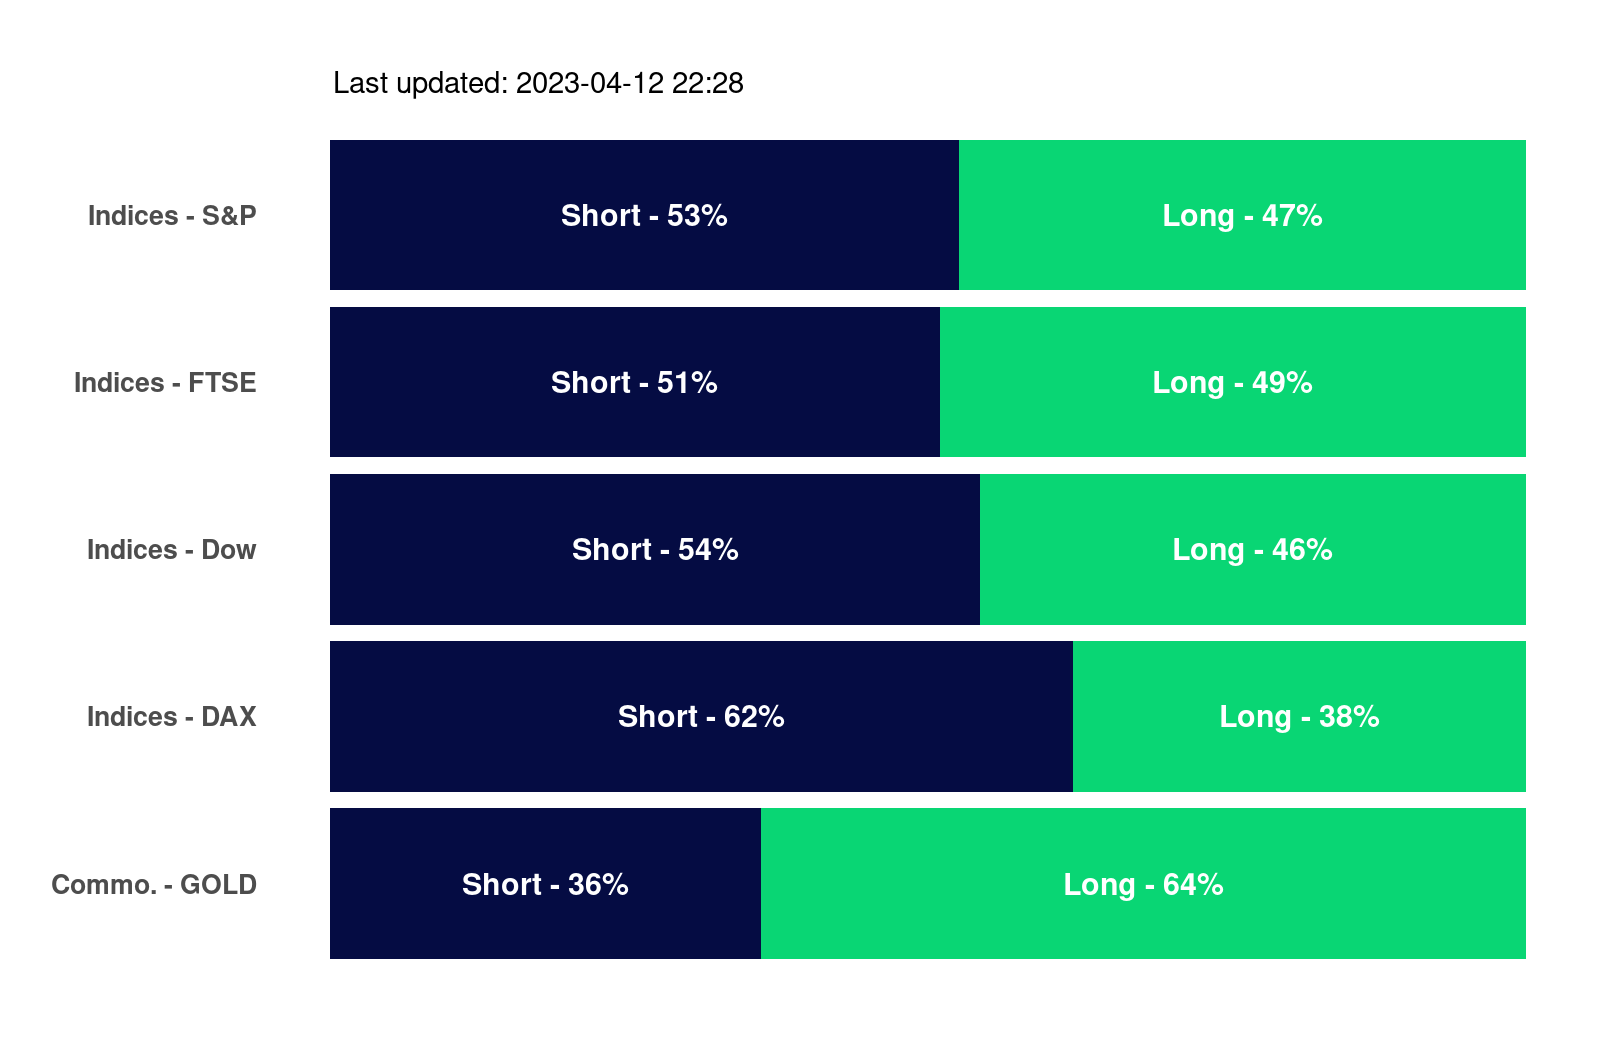 Last updated: 2023-04-12 22:28
Indices - S&P
Short - 53%
Long - 47%
Indices - FTSE
Short - 51%
Long - 49%
Indices - Dow
Short - 54%
Long - 46%
Indices - DAX
Short - 62%
Long - 38%
Commo. - GOLD
Short - 36%
Long - 64%